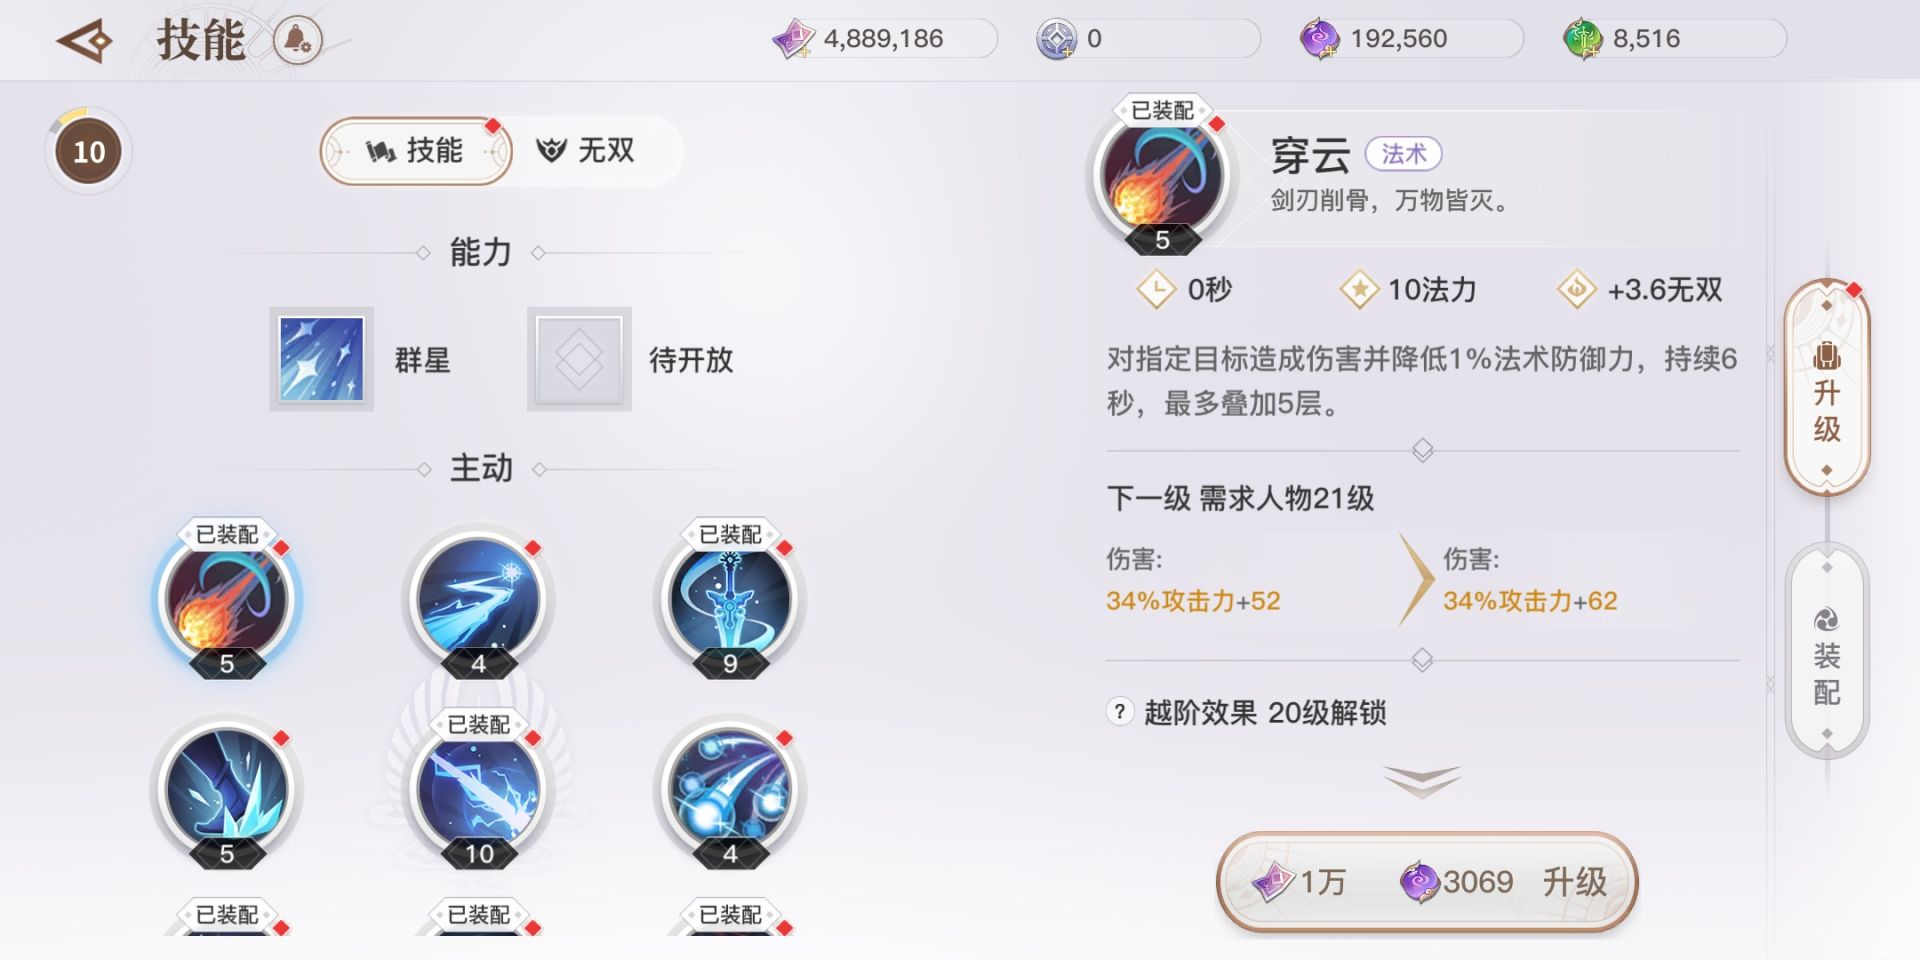 技能
4,889,186
0
192,560
8,516
10
技能
无双
能力
群星
待开放
主动
已装配
5
4
已装配
9
5
已装配
10
4
已装配
已装配
已装配
已装配
5
穿云
法术
剑刃削骨，万物皆灭。
0秒
10法力
+3.6无双
对指定目标造成伤害并降低1%法术防御力，持续6
秒，最多叠加5层。
下一级 需求人物21级
伤害:
34%攻击力+52
伤害:
34%攻击力+62
? 越阶效果 20级解锁
1万
3069
升级
升级
装配